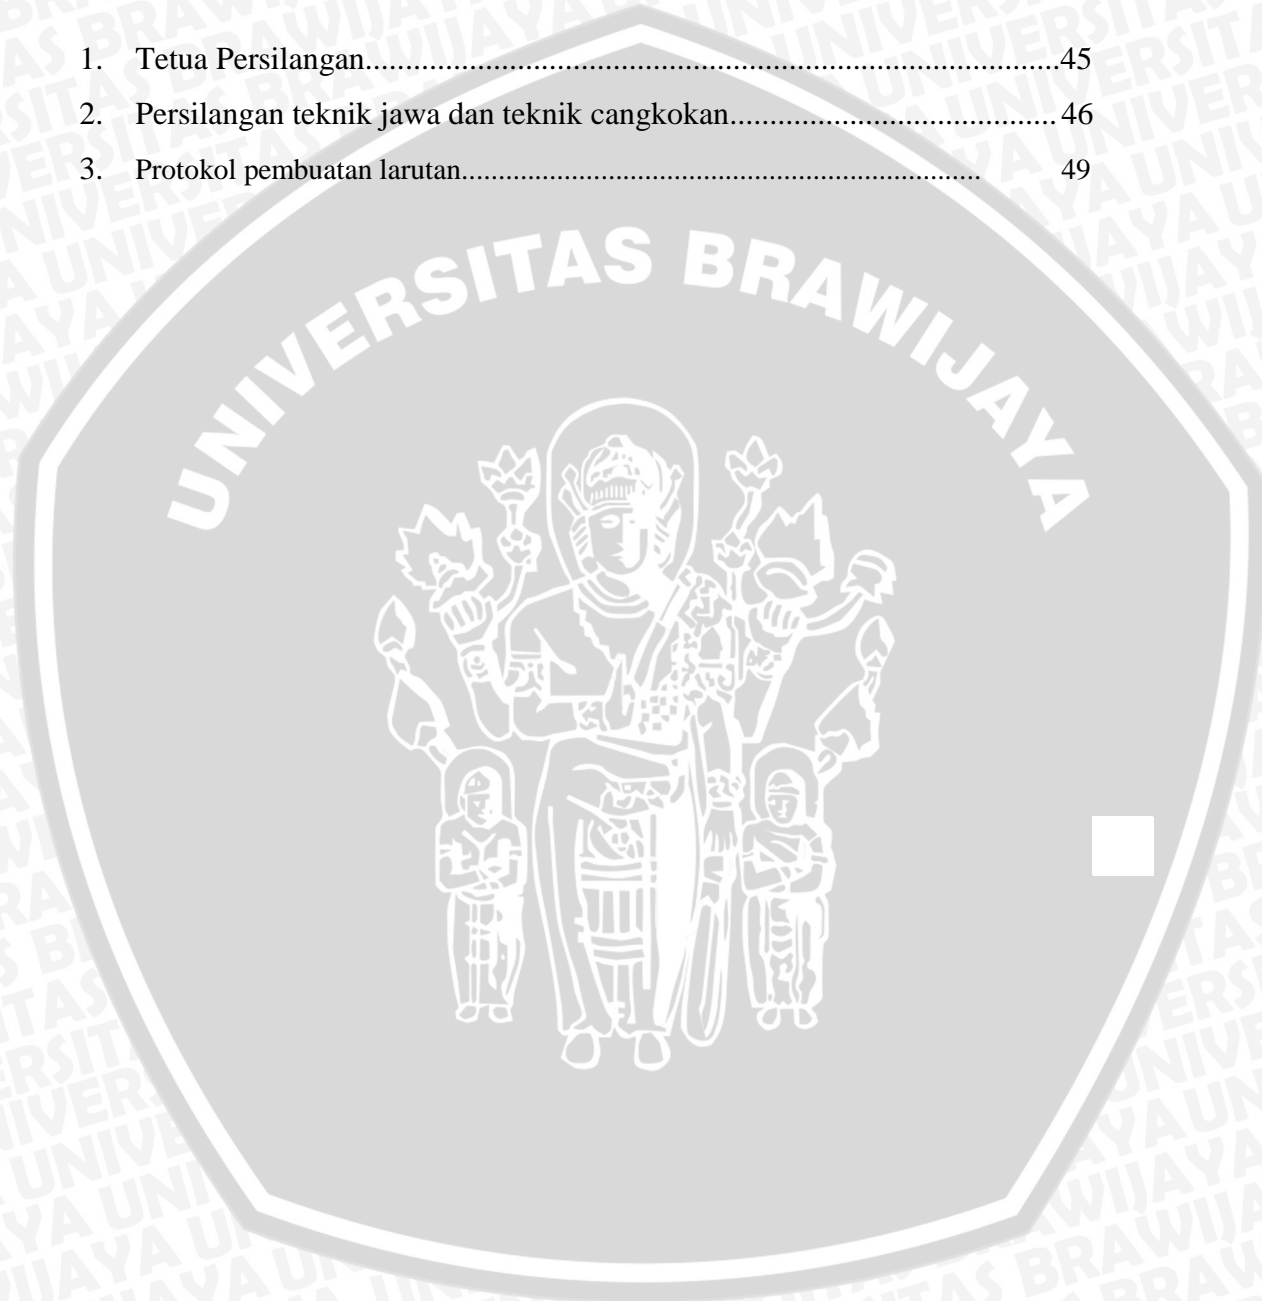 1. Tetua Persilangan.......................................................................................45
2. Persilangan teknik jawa dan teknik cangkokan.........................................46
3. Protokol pembuatan larutan......................................................................... 49
UNIVERSITAS BRAWIJAYA